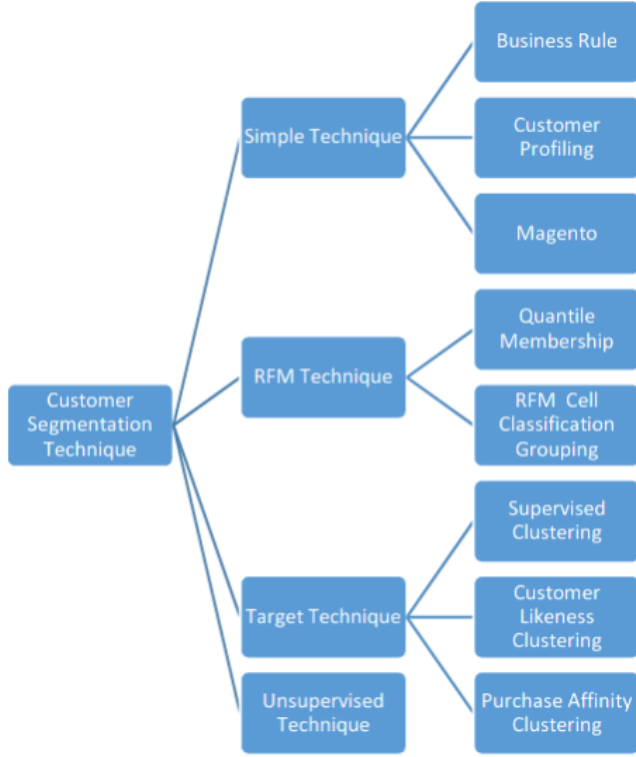 Customer
Segmentation
Technique
Simple Technique
Business Rule
Customer
Profiling
Magento
RFM Technique
Quantile
Membership
RFM Cell
Classification
Grouping
Target Technique
Supervised
Clustering
Customer
Likeness
Clustering
Purchase Affinity
Clustering
Unsupervised
Technique